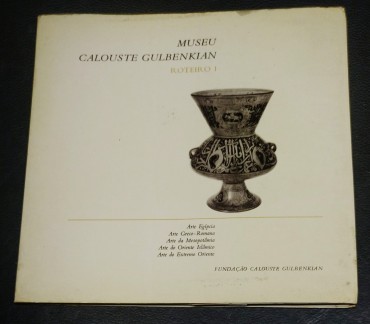 MUSEU
CALOUSTE GULBENKIAN
ROTEIRO I
Arte Egípcia
Arte Greco-Romana
Arte da Mesopotâmia
Arte do Oriente Islâmico
Arte do Extremo Oriente
FUNDAÇÃO CALOUSTE GULBENKIAN